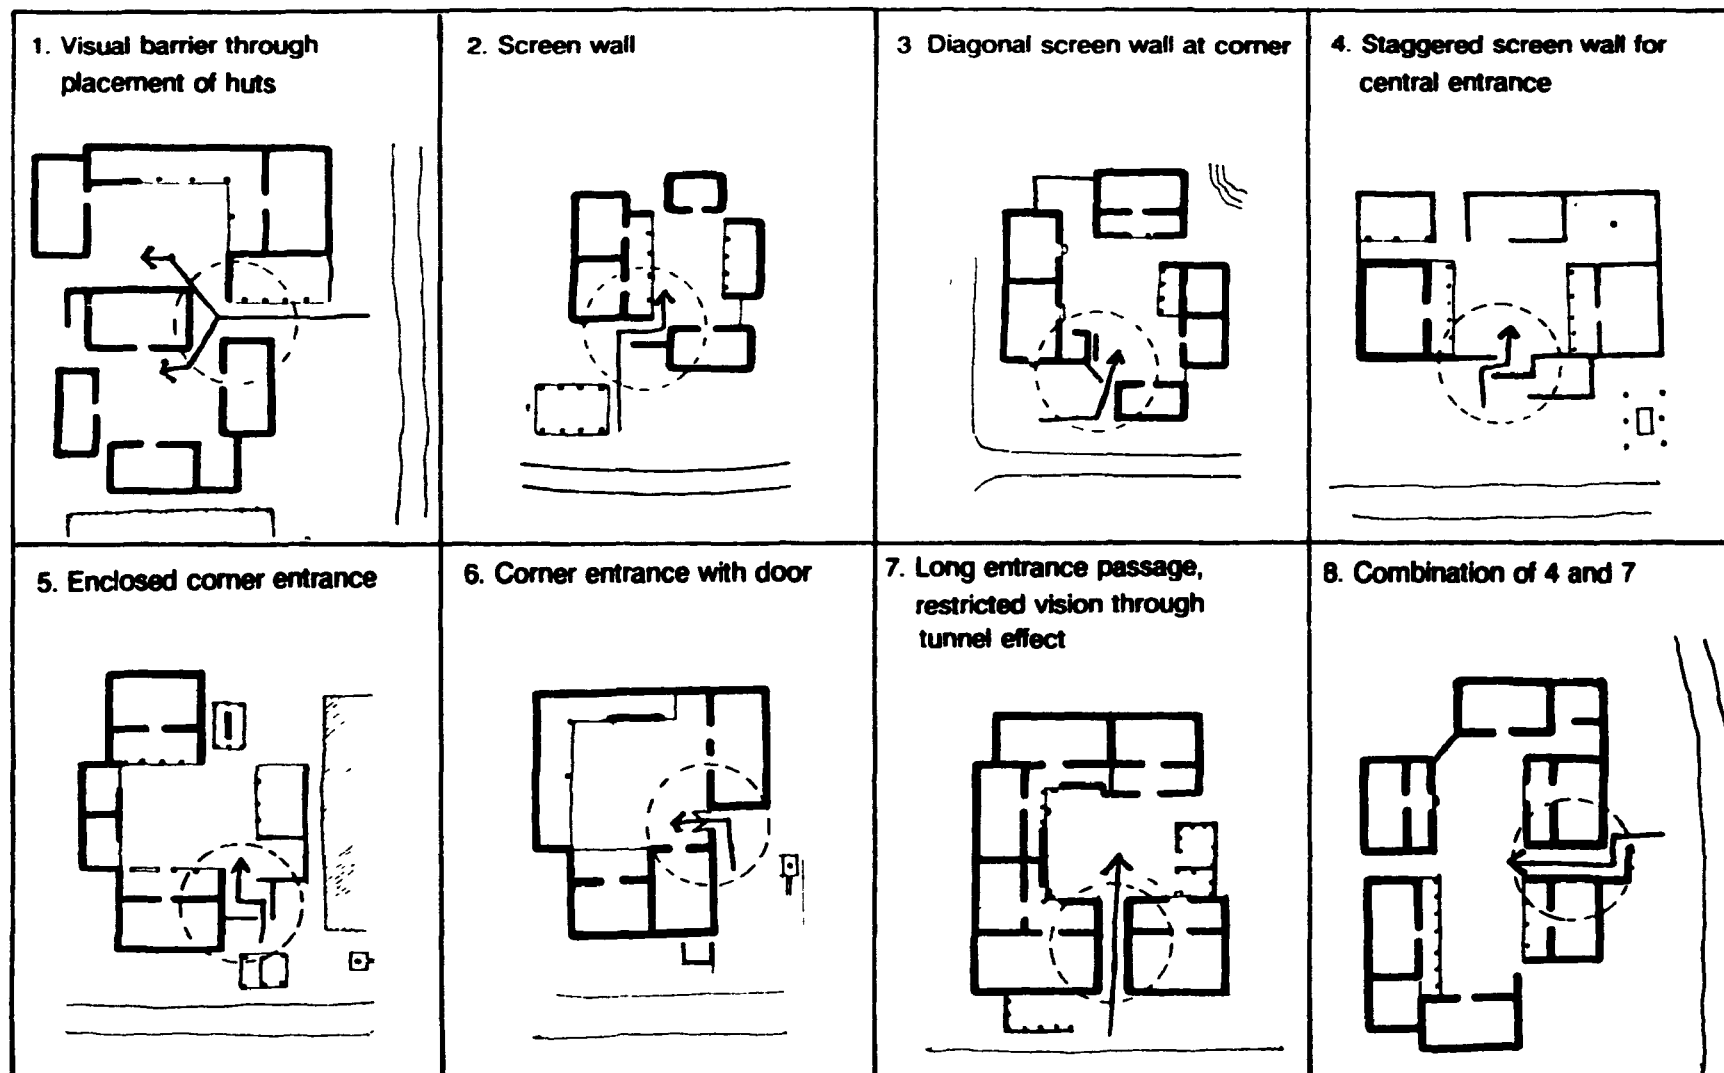 1. Visual barrier through
placement of huts
2. Screen wall
3 Diagonal screen wall at corner
4. Staggered screen wall for
central entrance
5. Enclosed corner entrance
6. Corner entrance with door
7. Long entrance passage,
restricted vision through
tunnel effect
8. Combination of 4 and 7